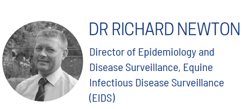 DR RICHARD NEWTON
Director of Epidemiology and
Disease Surveillance, Equine
Infectious Disease Surveillance
(EIDS)